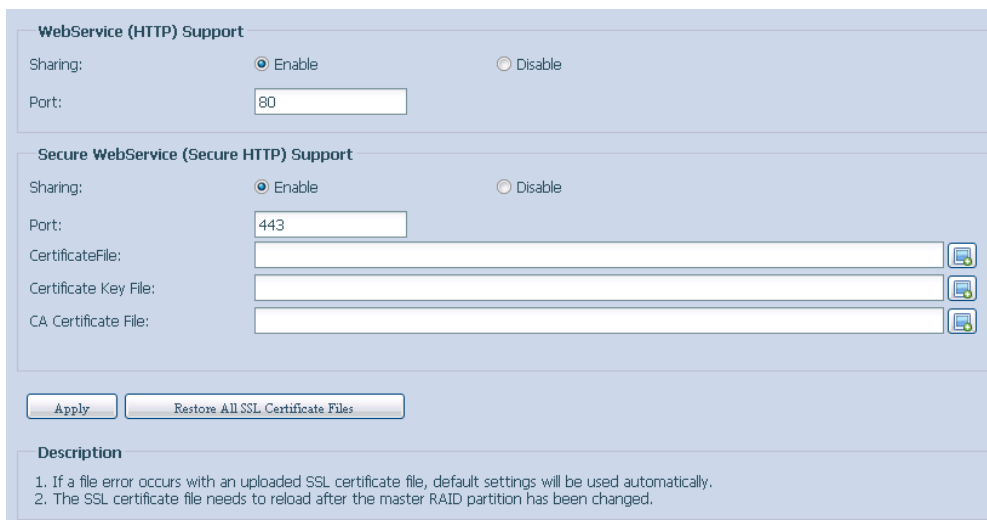 WebService (HTTP) Support
Sharing: Enable Disable
Port: 80
Secure WebService (Secure HTTP) Support
Sharing: Enable Disable
Port: 443
CertificateFile:
Certificate Key File:
CA Certificate File:
Apply Restore All SSL Certificate Files
Description
1. If a file error occurs with an uploaded SSL certificate file, default settings will be used automatically.
2. The SSL certificate file needs to reload after the master RAID partition has been changed.